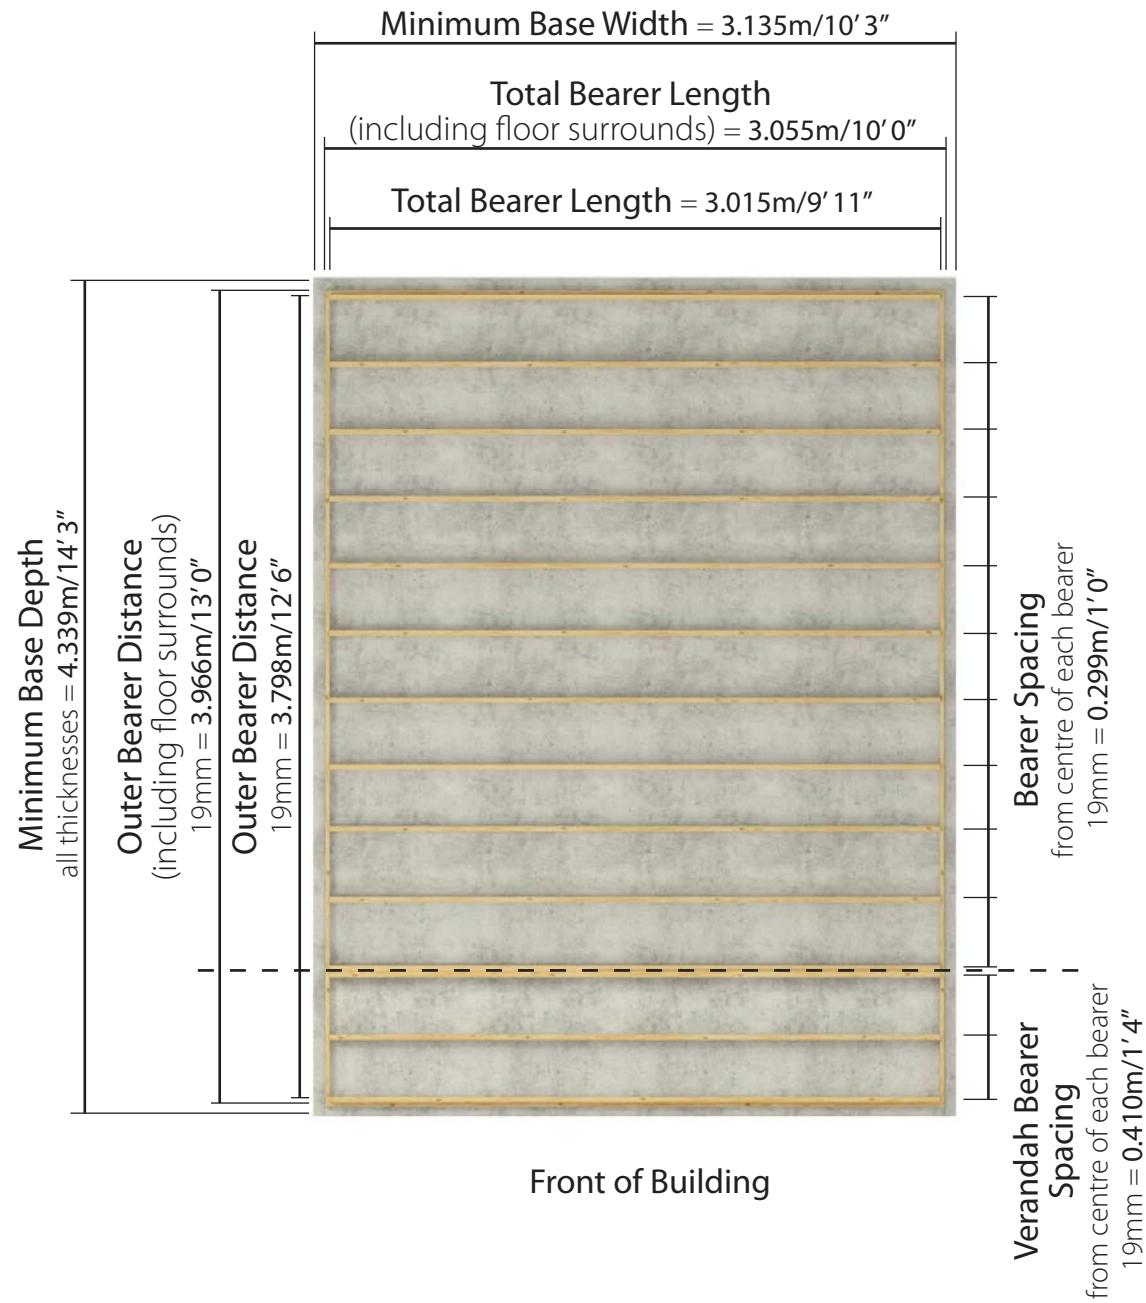 Minimum Base Width = 3.135m/10’ 3”
Total Bearer Length
(including floor surrounds) = 3.055m/10’ 0”
Total Bearer Length = 3.015m/9’ 11”
Minimum Base Depth
all thicknesses = 4.339m/14’ 3”
Outer Bearer Distance
(including floor surrounds)
19mm = 3.966m/13’ 0”
Outer Bearer Distance
19mm = 3.798m/12’ 6”
Bearer Spacing
from centre of each bearer
19mm = 0.299m/1’ 0”
Verandah Bearer
Spacing
from centre of each bearer
19mm = 0.410m/1’ 4”
Front of Building